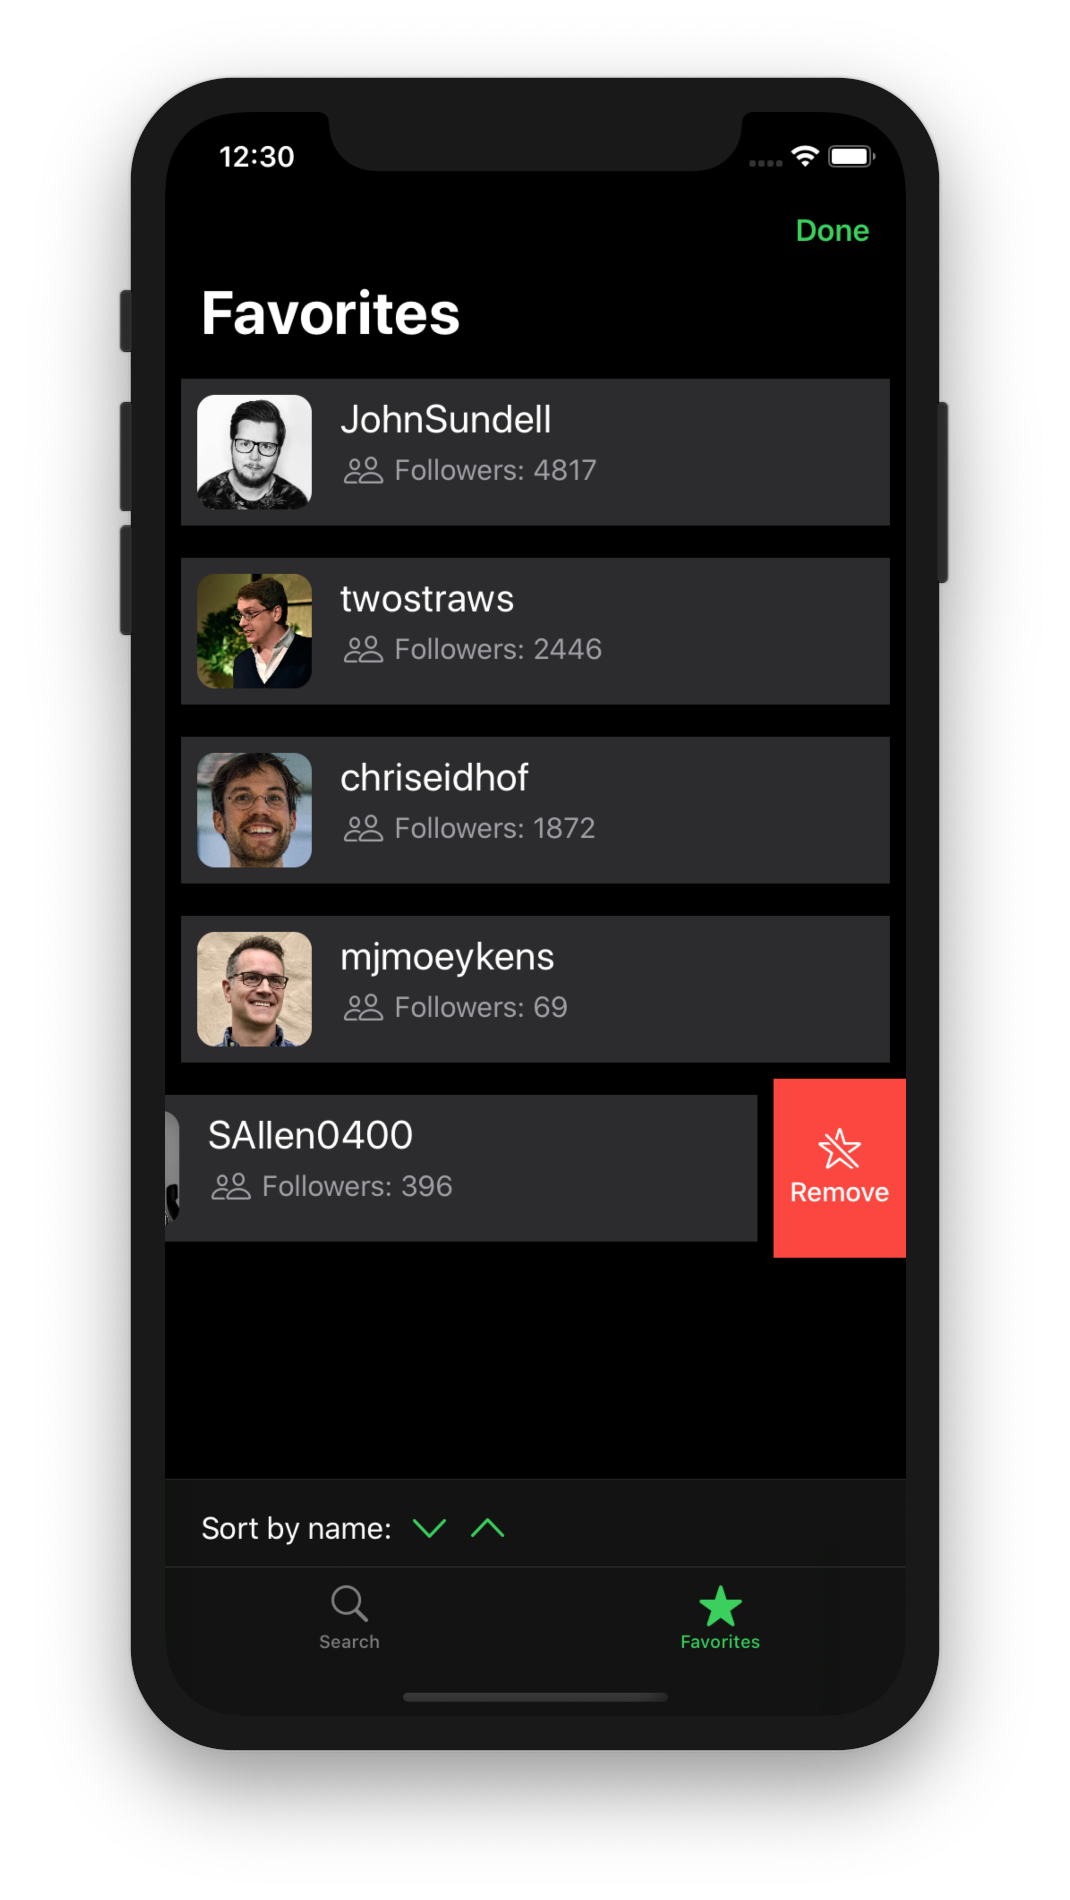 12:30
Done
Favorites
JohnSundell
Followers: 4817
twostraws
Followers: 2446
chriseidhof
Followers: 1872
mjmoeykens
Followers: 69
SAllen0400
Followers: 396
Remove
Sort by name:
Search
Favorites